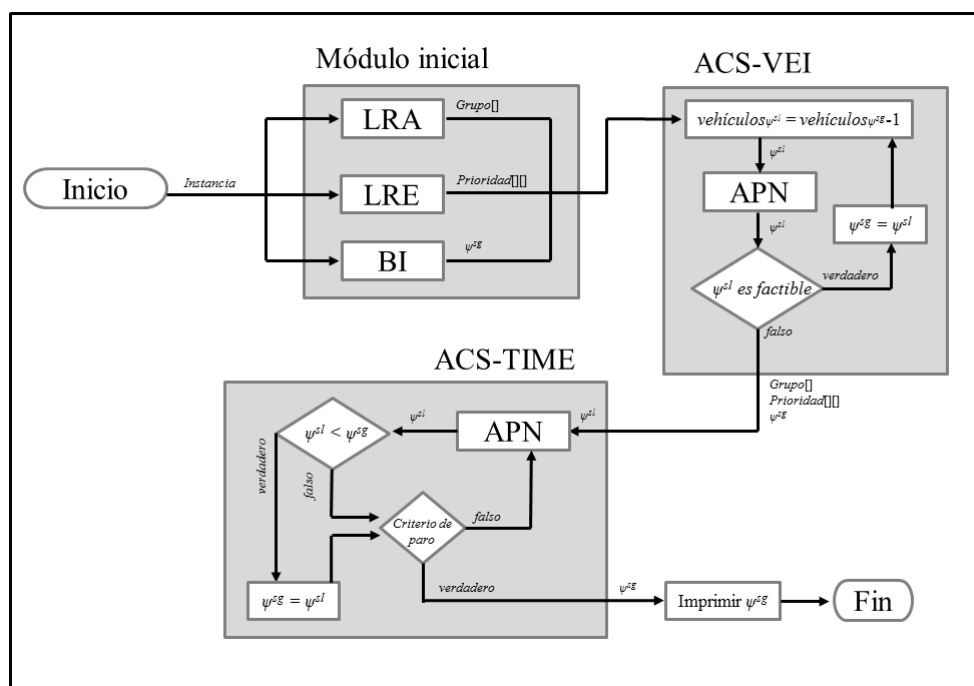 Módulo inicial
ACS-VEI
Inicio
Instancia
LRA
Grupo[]
LRE
Prioridad[][]
BI
ψsg
vehículosψsl = vehículosψsg-1
ψsl
APN
ψsl
ψsg = ψsl
ψsl es factible
verdadero
falso
Grupo[]
Prioridad[][]
ψsg
ACS-TIME
ψsl < ψsg
ψsl
APN
ψsl
verdadero
falso
Criterio de
paro
falso
ψsg = ψsl
verdadero
ψsg
Imprimir ψsg
Fin